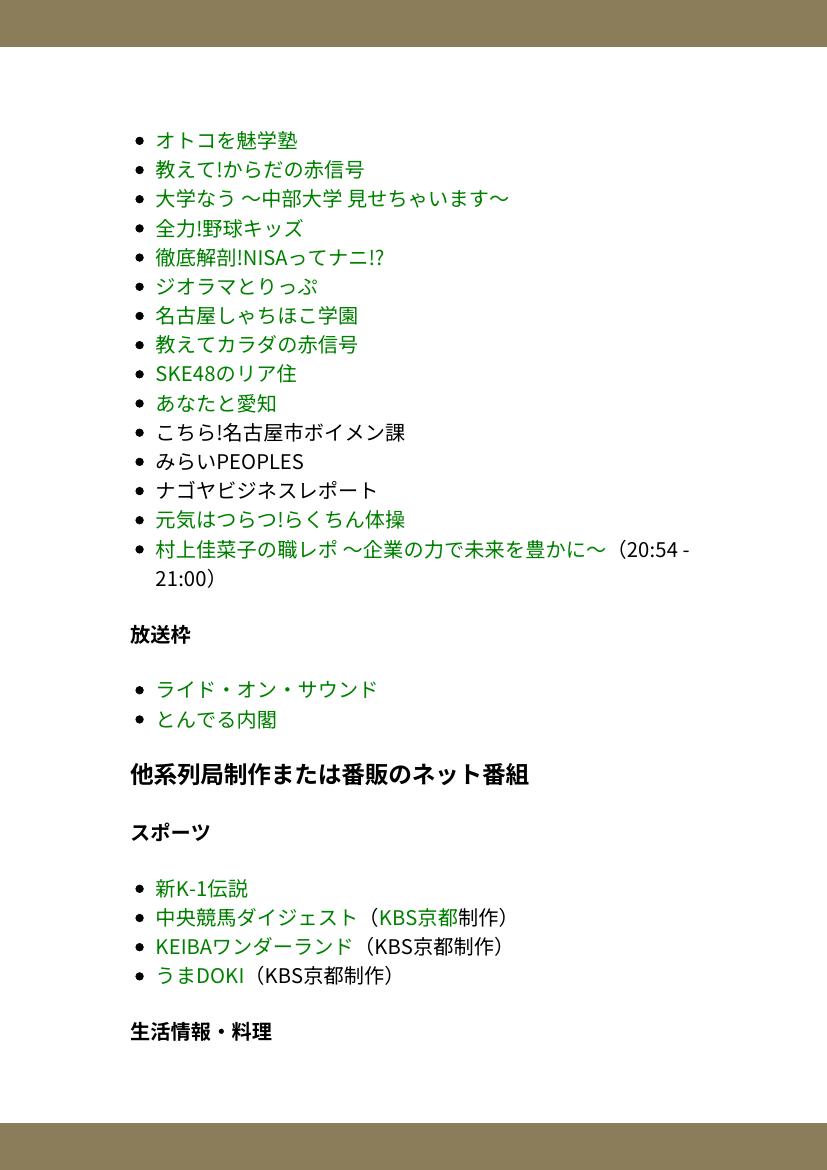 オトコを魅学塾
教えて!からだの赤信号
大学なう 〜中部大学 見せちゃいます〜
全力!野球キッズ
徹底解剖!NISAってナニ!?
ジオラマとりっぷ
名古屋しゃちほこ学園
教えてカラダの赤信号
SKE48のリア住
あなたと愛知
こちら!名古屋市ボイメン課
みらいPEOPLES
ナゴヤビジネスレポート
元気はつらつ!らくちん体操
村上佳菜子の職レポ 〜企業の力で未来を豊かに〜（20:54 -
21:00）
放送枠
ライド・オン・サウンド
とんでる内閣
他系列局制作または番販のネット番組
スポーツ
新K-1伝説
中央競馬ダイジェスト（KBS京都制作）
KEIBAワンダーランド（KBS京都制作）
うまDOKI（KBS京都制作）
生活情報・料理